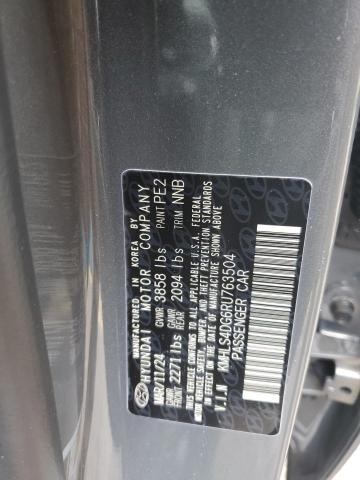 HYUNDAI MOTOR COMPANY
MANUFACTURED IN KOREA BY
MAR/11/24 GVWR 3858 lbs PAINT PE2
GAWR FRONT 2271 lbs GAWR REAR 2094 lbs TRIM NNB
THIS VEHICLE CONFORMS TO ALL APPLICABLE U.S.A. FEDERAL
MOTOR VEHICLE SAFETY, BUMPER, AND THEFT PREVENTION STANDARDS
IN EFFECT ON THE DATE OF MANUFACTURE SHOWN ABOVE.
V.I.N KMHLS4DG6RU763504
PASSENGER CAR